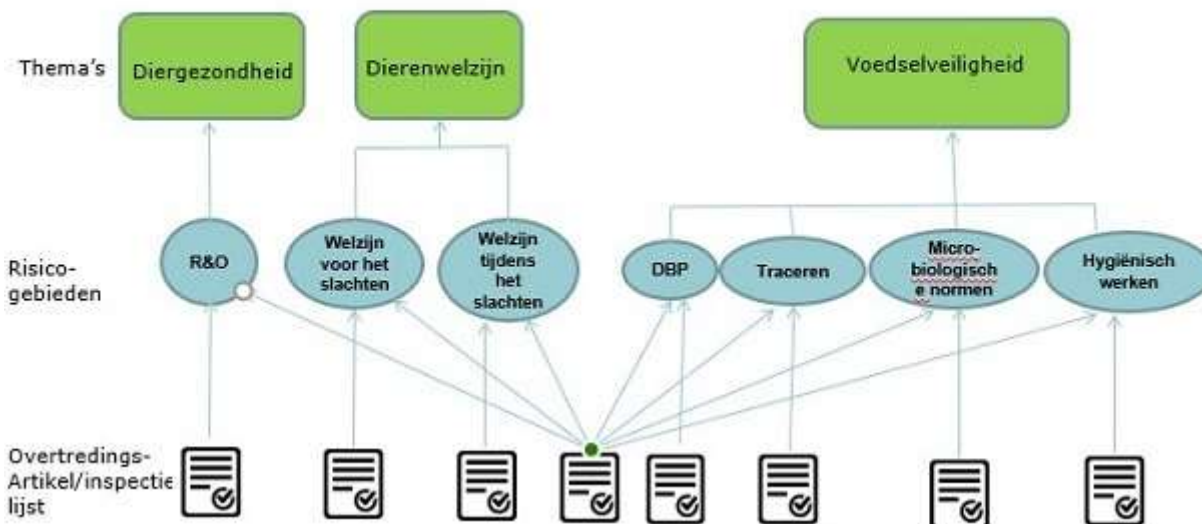 Thema's
Diergezondheid
Dierenwelzijn
Voedselveiligheid
Risico-
gebieden
R&O
Welzijn
voor het
slachten
Welzijn
tijdens
het
slachten
DBP
Traceren
Micro-
biologisch
e normen
Hygiënisch
werken
Overtredings-
Artikel/inspectie
lijst